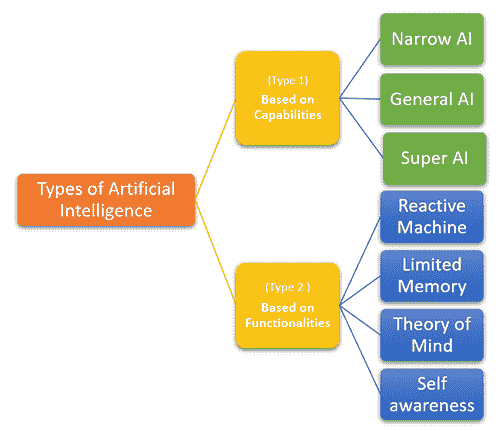 Types of Artificial
Intelligence
(Type 1)
Based on
Capabilities
Narrow AI
General AI
Super AI
(Type 2 )
Based on
Functionalities
Reactive
Machine
Limited
Memory
Theory of
Mind
Self
awareness